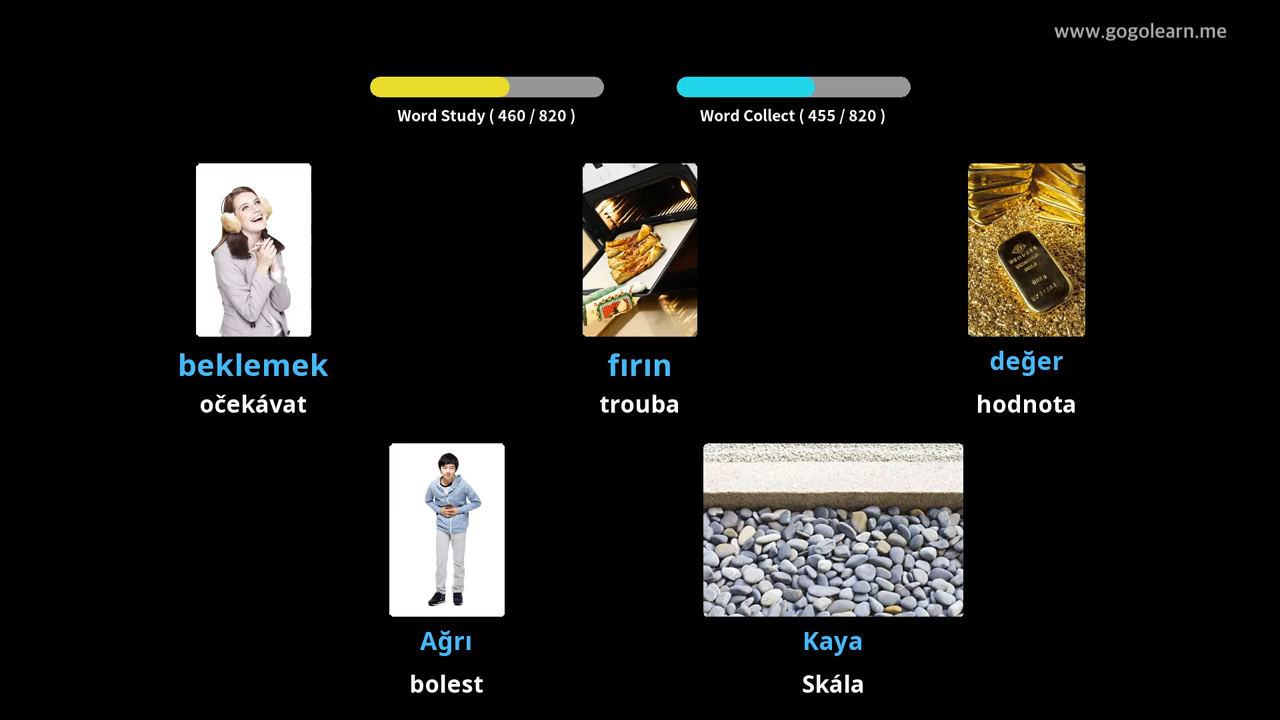 www.gogolearn.me
Word Study ( 460 / 820 )
Word Collect ( 455 / 820 )
beklemek
očekávat
fırın
trouba
değer
hodnota
Ağrı
bolest
Kaya
Skála